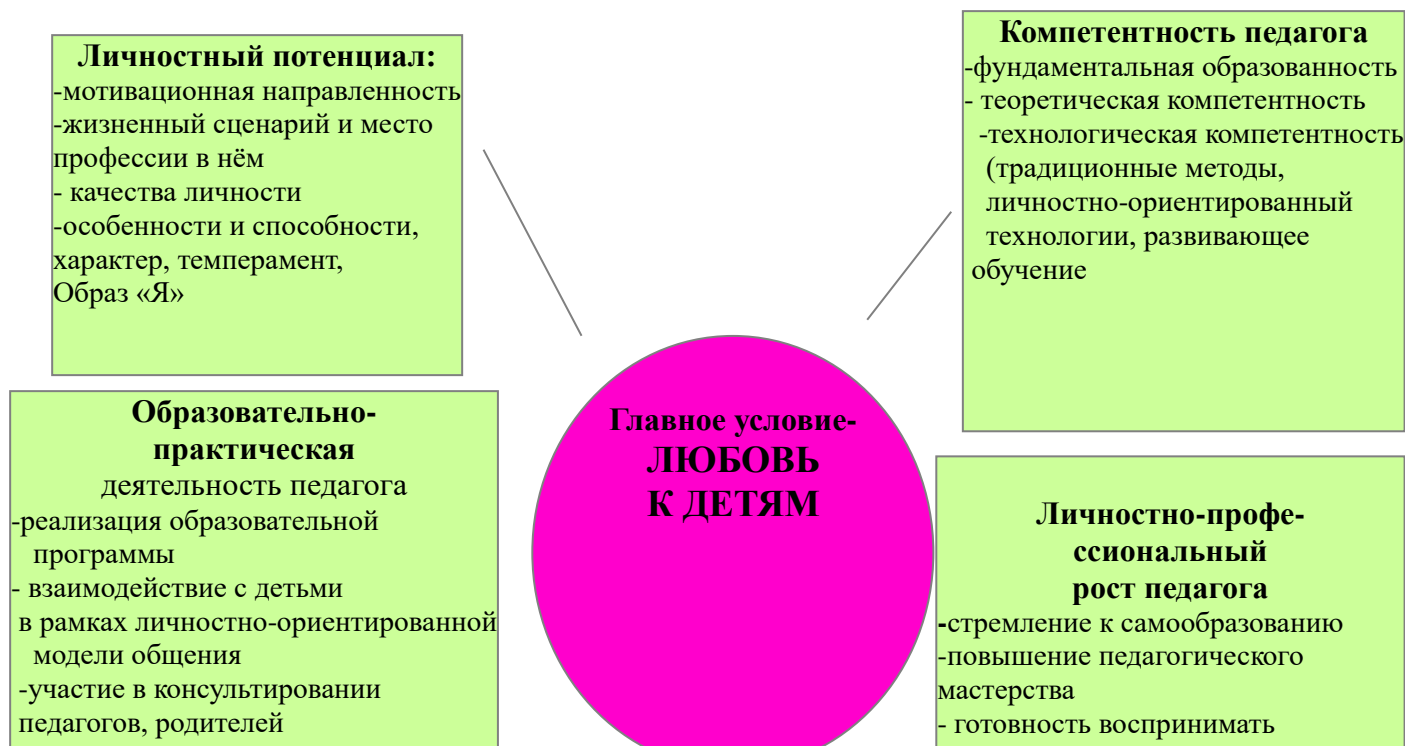 Личностный потенциал:
-мотивационная направленность
-жизненный сценарий и место
профессии в нём
- качества личности
-особенности и способности,
характер, темперамент,
Образ «Я»
Компетентность педагога
-фундаментальная образованность
- теоретическая компетентность
-технологическая компетентность
(традиционные методы,
личностно-ориентированный
технологии, развивающее
обучение
Образовательно-
практическая
деятельность педагога
-реализация образовательной
программы
- взаимодействие с детьми
в рамках личностно-ориентированной
модели общения
-участие в консультировании
педагогов, родителей
Главное условие-
ЛЮБОВЬ
К ДЕТЯМ
Личностно-профе-
ссиональный
рост педагога
-стремление к самообразованию
-повышение педагогического
мастерства
- готовность воспринимать